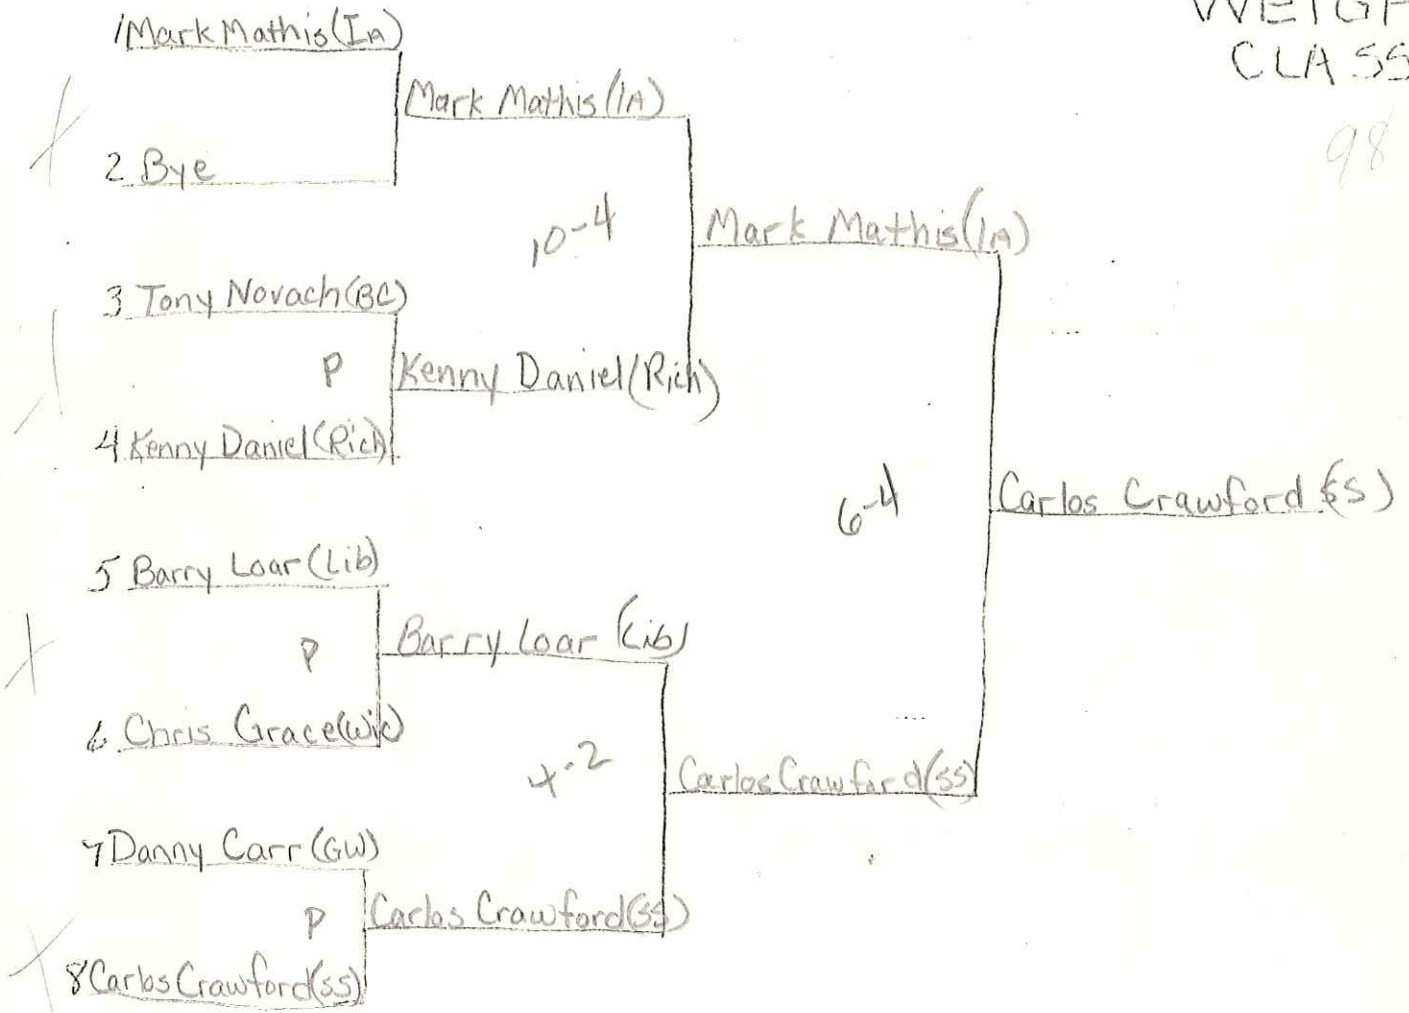 WEIGH
CLASS
98
1 Mark Mathis (IA)
Mark Mathis (IA)
2 Bye
10-4
Mark Mathis (IA)
3 Tony Novach (BC)
P
Kenny Daniel (Rich)
4 Kenny Daniel (Rich)
6-4
Carlos Crawford (SS)
5 Barry Loar (Lib)
P
Barry Loar (Lib)
6 Chris Grace (Wic)
4-2
Carlos Crawford (SS)
7 Danny Carr (GW)
P
Carlos Crawford (SS)
8 Carlos Crawford (SS)